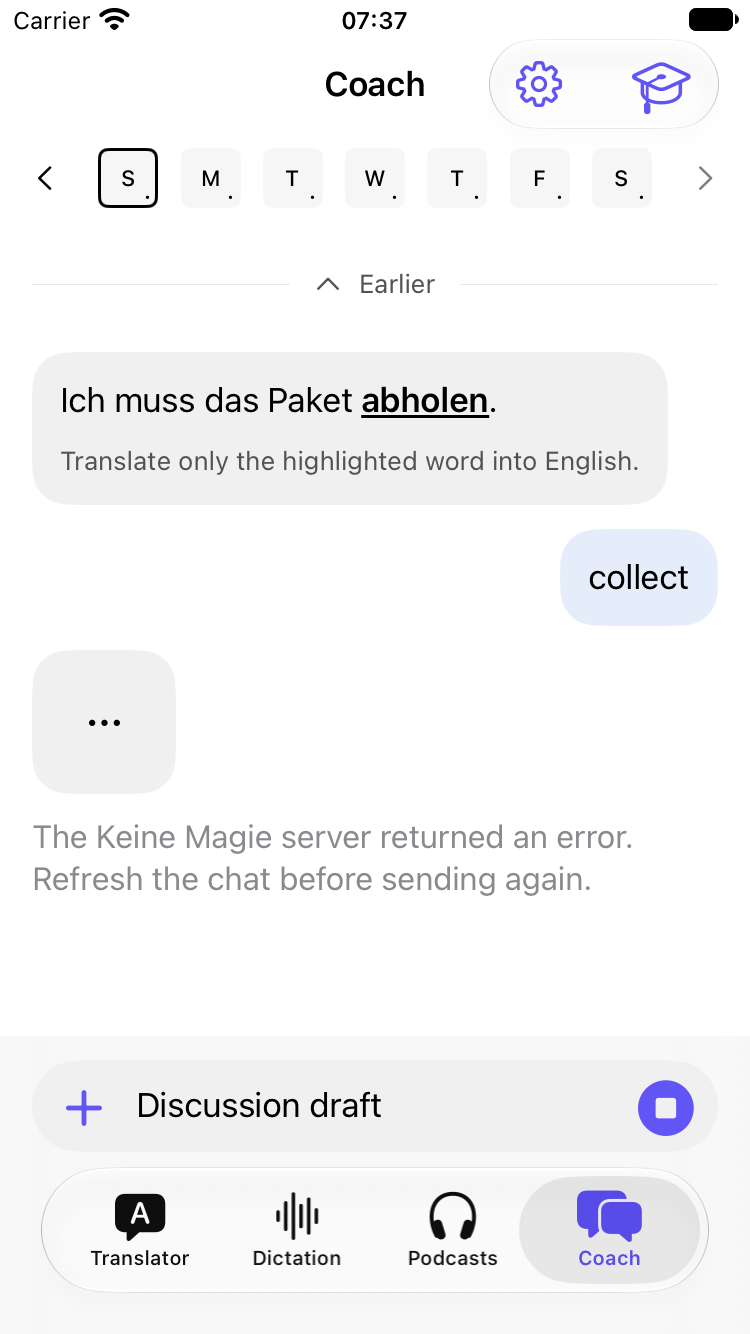 Carrier
07:37
Coach
S M T W T F S
Earlier
Ich muss das Paket abholen.
Translate only the highlighted word into English.
collect
...
The Keine Magie server returned an error.
Refresh the chat before sending again.
Discussion draft
A
Translator Dictation Podcasts Coach